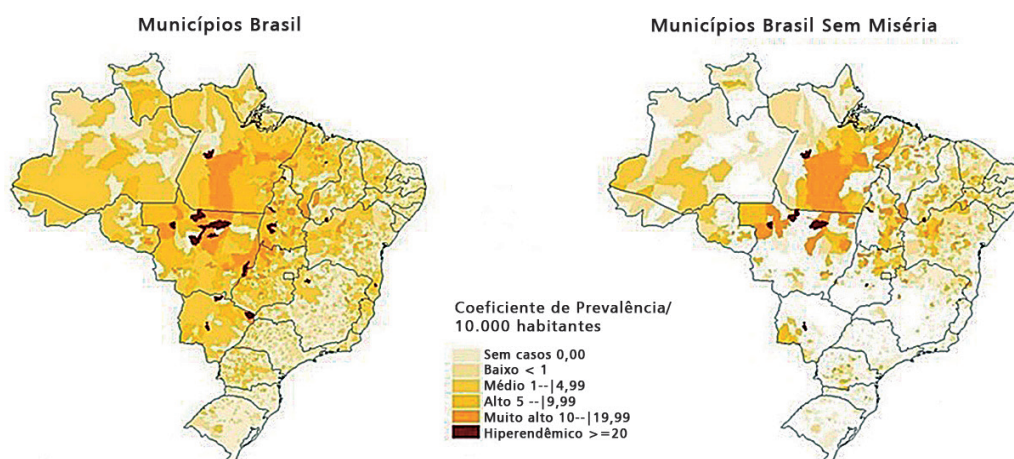 Municípios Brasil
Municípios Brasil Sem Miséria
Coeficiente de Prevalência/
10.000 habitantes
Sem casos 0,00
Baixo < 1
Médio 1--|4,99
Alto 5 --|9,99
Muito alto 10--|19,99
Hiperendêmico >=20